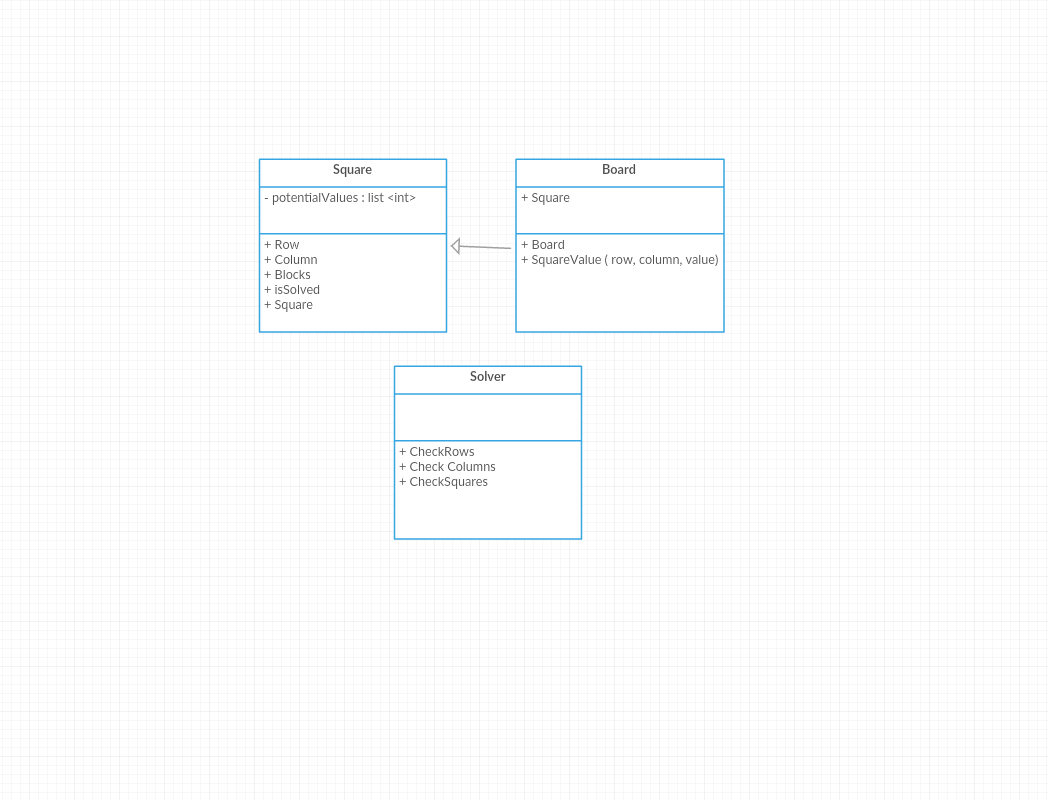 Square
- potentialValues : list <int>
+ Row
+ Column
+ Blocks
+ isSolved
+ Square
Board
+ Square
+ Board
+ SquareValue ( row, column, value)
Solver
+ CheckRows
+ Check Columns
+ CheckSquares